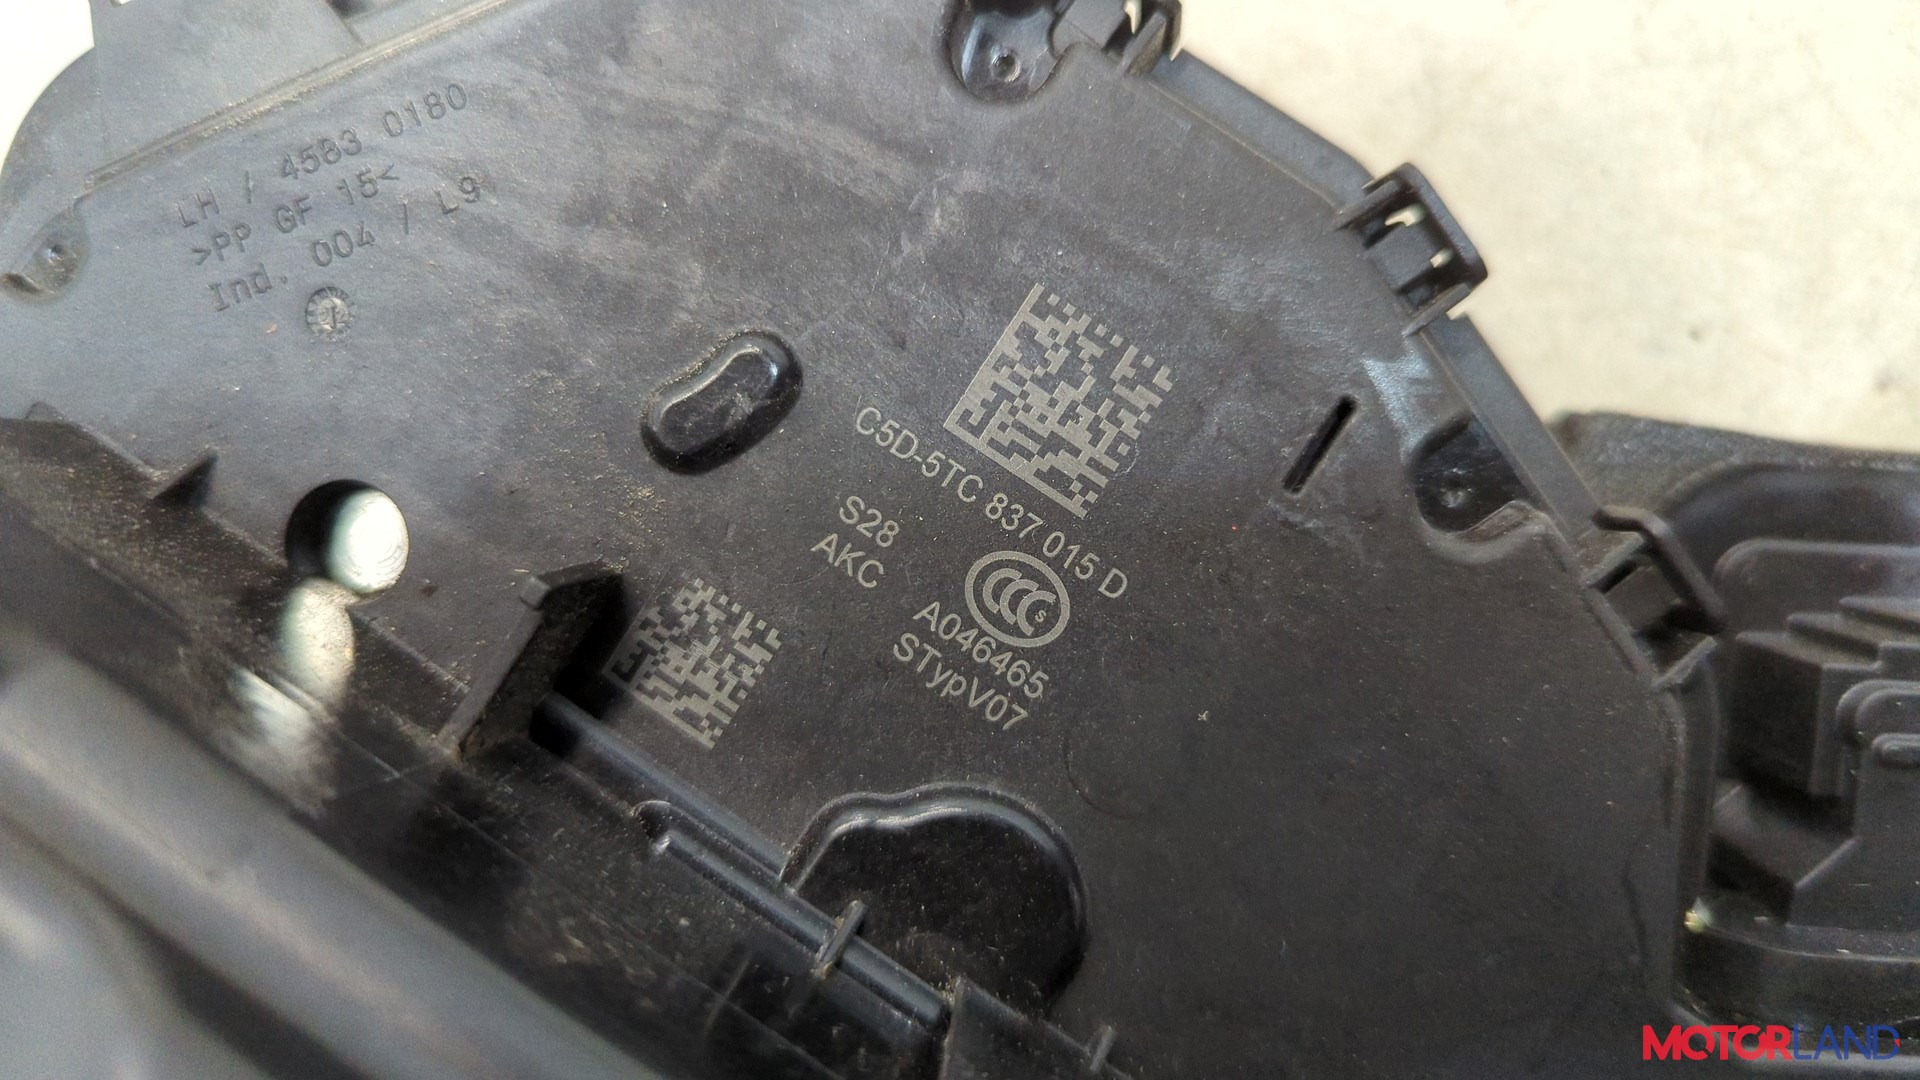 LH / 4583 0180
>PP GF 15<
Ind. 004 / L9
C5D-5TC 837 015 D
S28
AKC
CCC S
A046465
STypV07
MOTORLAND